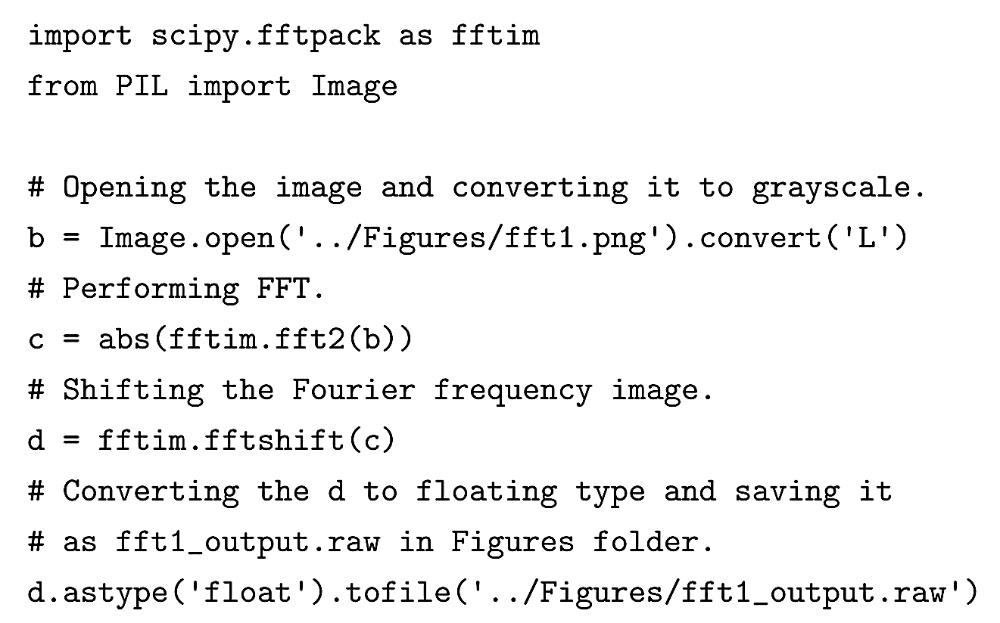 import scipy.fftpack as fftim
from PIL import Image

# Opening the image and converting it to grayscale.
b = Image.open('../Figures/fft1.png').convert('L')
# Performing FFT.
c = abs(fftim.fft2(b))
# Shifting the Fourier frequency image.
d = fftim.fftshift(c)
# Converting the d to floating type and saving it
# as fft1_output.raw in Figures folder.
d.astype('float').tofile('../Figures/fft1_output.raw')